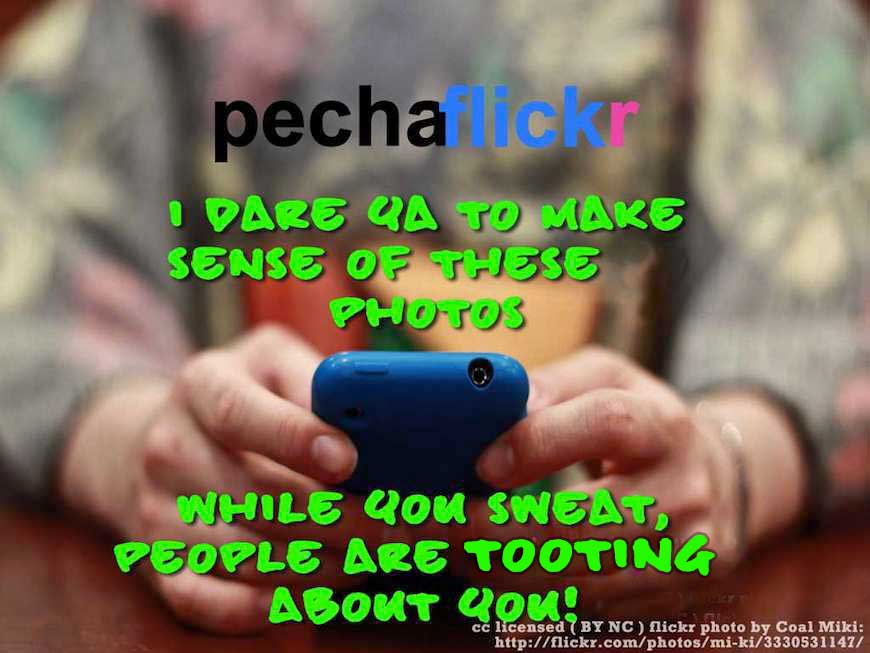 pechaflickr
I DARE YA TO MAKE
SENSE OF THESE
PHOTOS
WHILE YOU SWEAT,
PEOPLE ARE TOOTING
ABOUT YOU!
cc licensed ( BY NC ) flickr photo by Coal Miki:
http://flickr.com/photos/mi-ki/3330531147/